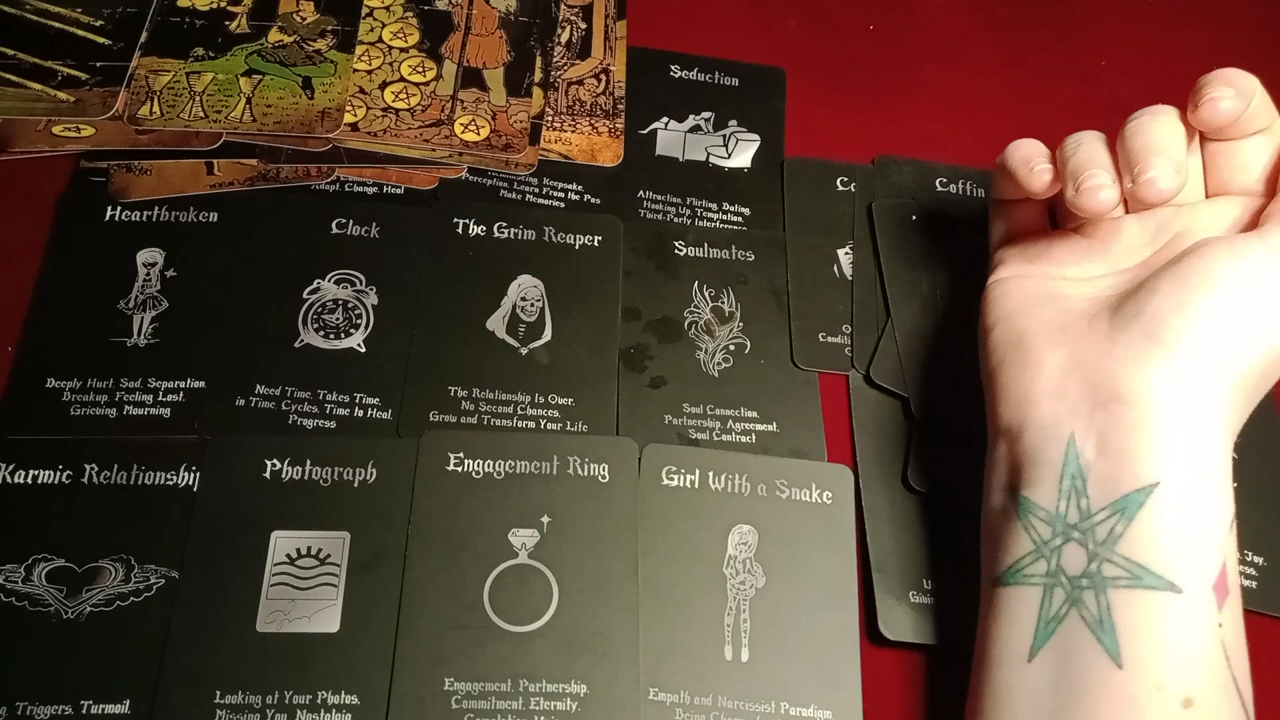 Seduction
Attraction, Flirting, Dating,
Hooking Up, Temptation,
Third-Party Interference
Adapt, Change, Heal
Keepsake,
Perception, Learn From the Pas
Make Memories
UPS.
Coffin
Heartbroken
Deeply Hurt, Sad, Separation,
Breakup, Feeling Lost,
Grieving, Mourning
Clock
Need Time, Takes Time,
in Time, Cycles, Time to Heal,
Progress
The Grim Reaper
The Relationship Is Over,
No Second Chances,
Grow and Transform Your Life
Soulmates
Soul Connection,
Partnership, Agreement,
Soul Contract
Karmic Relationship
Triggers, Turmoil,
Photograph
Looking at Your Photos,
Missing You, Nostalgia
Engagement Ring
Engagement, Partnership,
Commitment, Eternity,
Girl With a Snake
Empath and Narcissist Paradigm,
Joy,